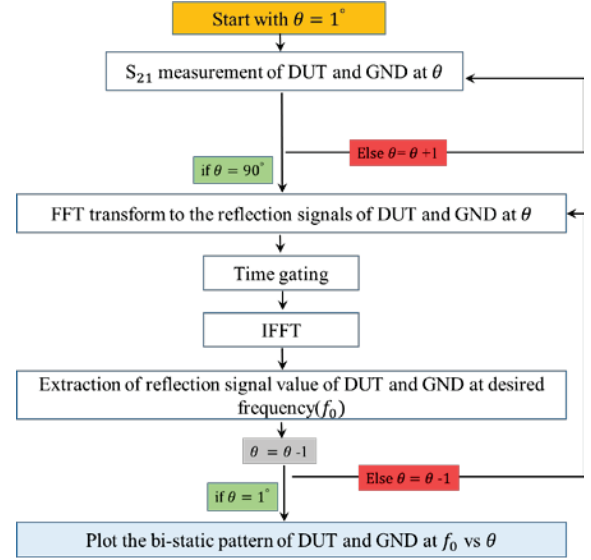 Start with θ = 1°
S₂₁ measurement of DUT and GND at θ
Else θ= θ +1
if θ = 90°
FFT transform to the reflection signals of DUT and GND at θ
Time gating
IFFT
Extraction of reflection signal value of DUT and GND at desired
frequency(f₀)
θ = θ -1
Else θ = θ -1
if θ = 1°
Plot the bi-static pattern of DUT and GND at f₀ vs θ